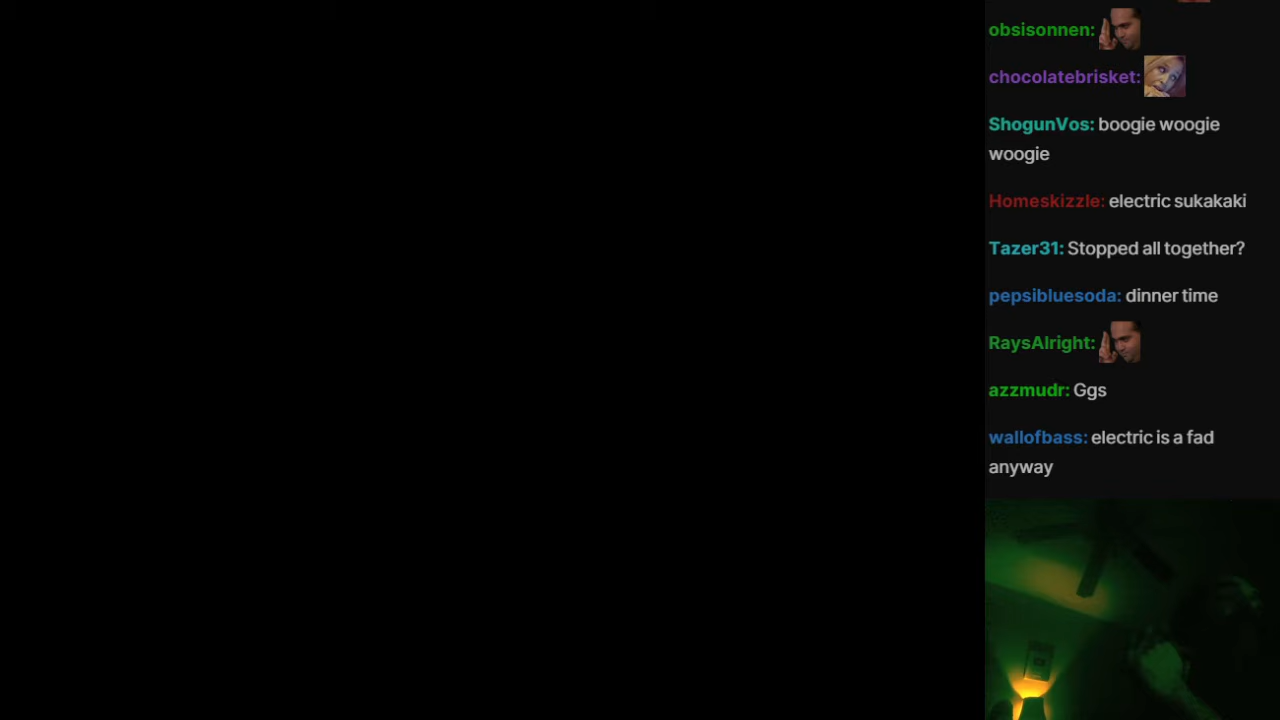 obsisonnen:
chocolatebrisket:
ShogunVos: boogie woogie
woogie
Homeskizzle: electric sukakaki
Tazer31: Stopped all together?
pepsibluesoda: dinner time
RaysAlright:
azzmudr: Ggs
wallofbass: electric is a fad
anyway